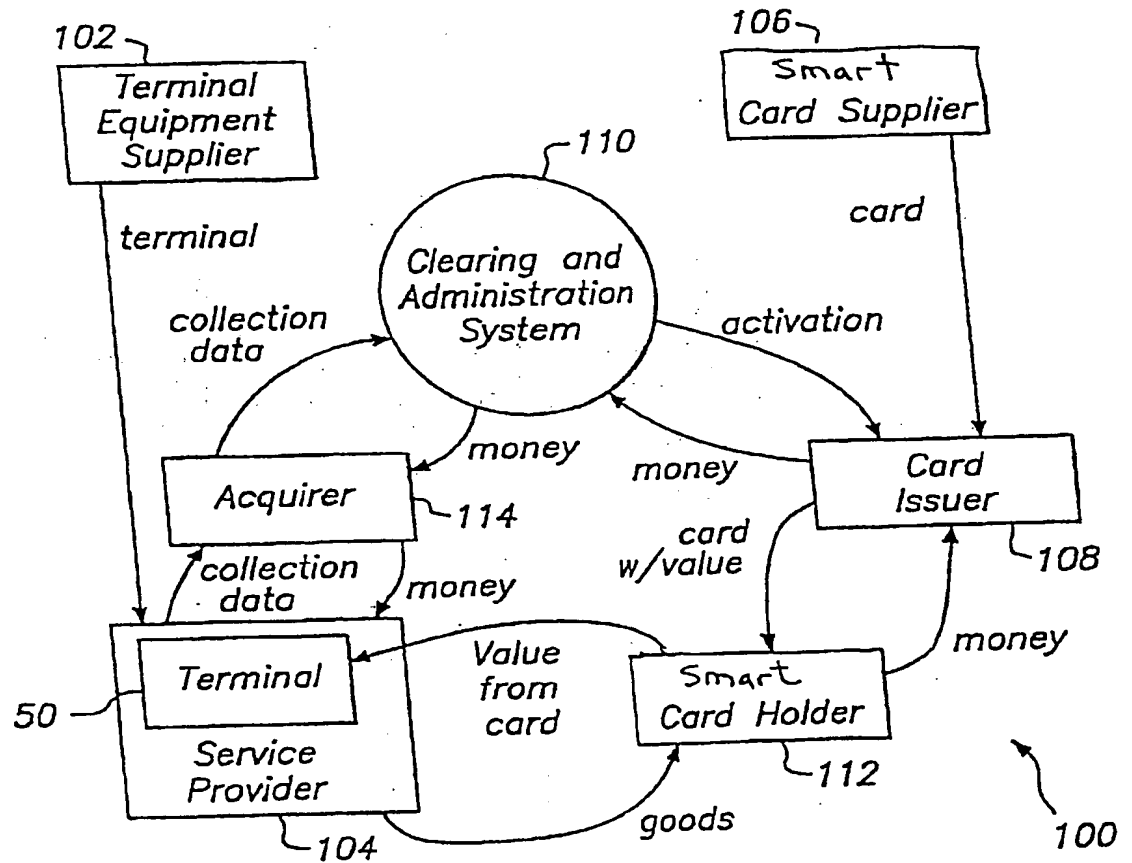 102
Terminal
Equipment
Supplier
106
Smart
Card Supplier
110
terminal
card
Clearing and
Administration
System
collection
data
activation
money
money
Acquirer
114
Card
Issuer
108
card
w/value
collection
data
money
money
Terminal
50
Value
from
card
Smart
Card Holder
112
Service
Provider
104
goods
100